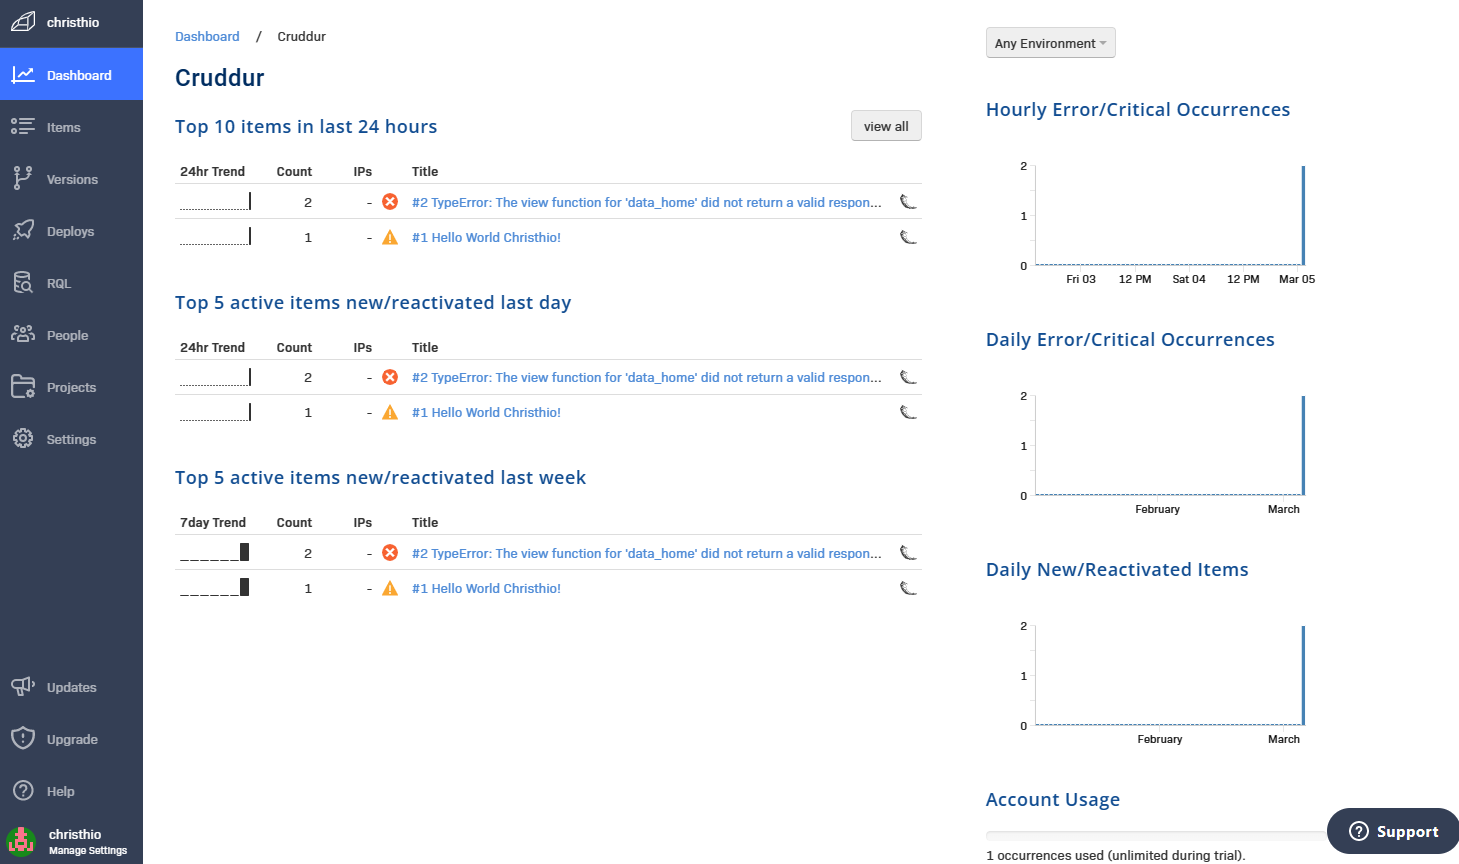 christhio
Dashboard
Items
Versions
Deploys
RQL
People
Projects
Settings
Updates
Upgrade
Help
christhio
Manage Settings
Dashboard / Cruddur
Cruddur
Top 10 items in last 24 hours
view all
24hr Trend Count IPs Title
2 - #2 TypeError: The view function for 'data_home' did not return a valid respon...
1 - #1 Hello World Christhio!
Top 5 active items new/reactivated last day
24hr Trend Count IPs Title
2 - #2 TypeError: The view function for 'data_home' did not return a valid respon...
1 - #1 Hello World Christhio!
Top 5 active items new/reactivated last week
7day Trend Count IPs Title
2 - #2 TypeError: The view function for 'data_home' did not return a valid respon...
1 - #1 Hello World Christhio!
Any Environment
Hourly Error/Critical Occurrences
2
1
0
Fri 03 12 PM Sat 04 12 PM Mar 05
Daily Error/Critical Occurrences
2
1
0
February March
Daily New/Reactivated Items
2
1
0
February March
Account Usage
1 occurrences used (unlimited during trial).
Support